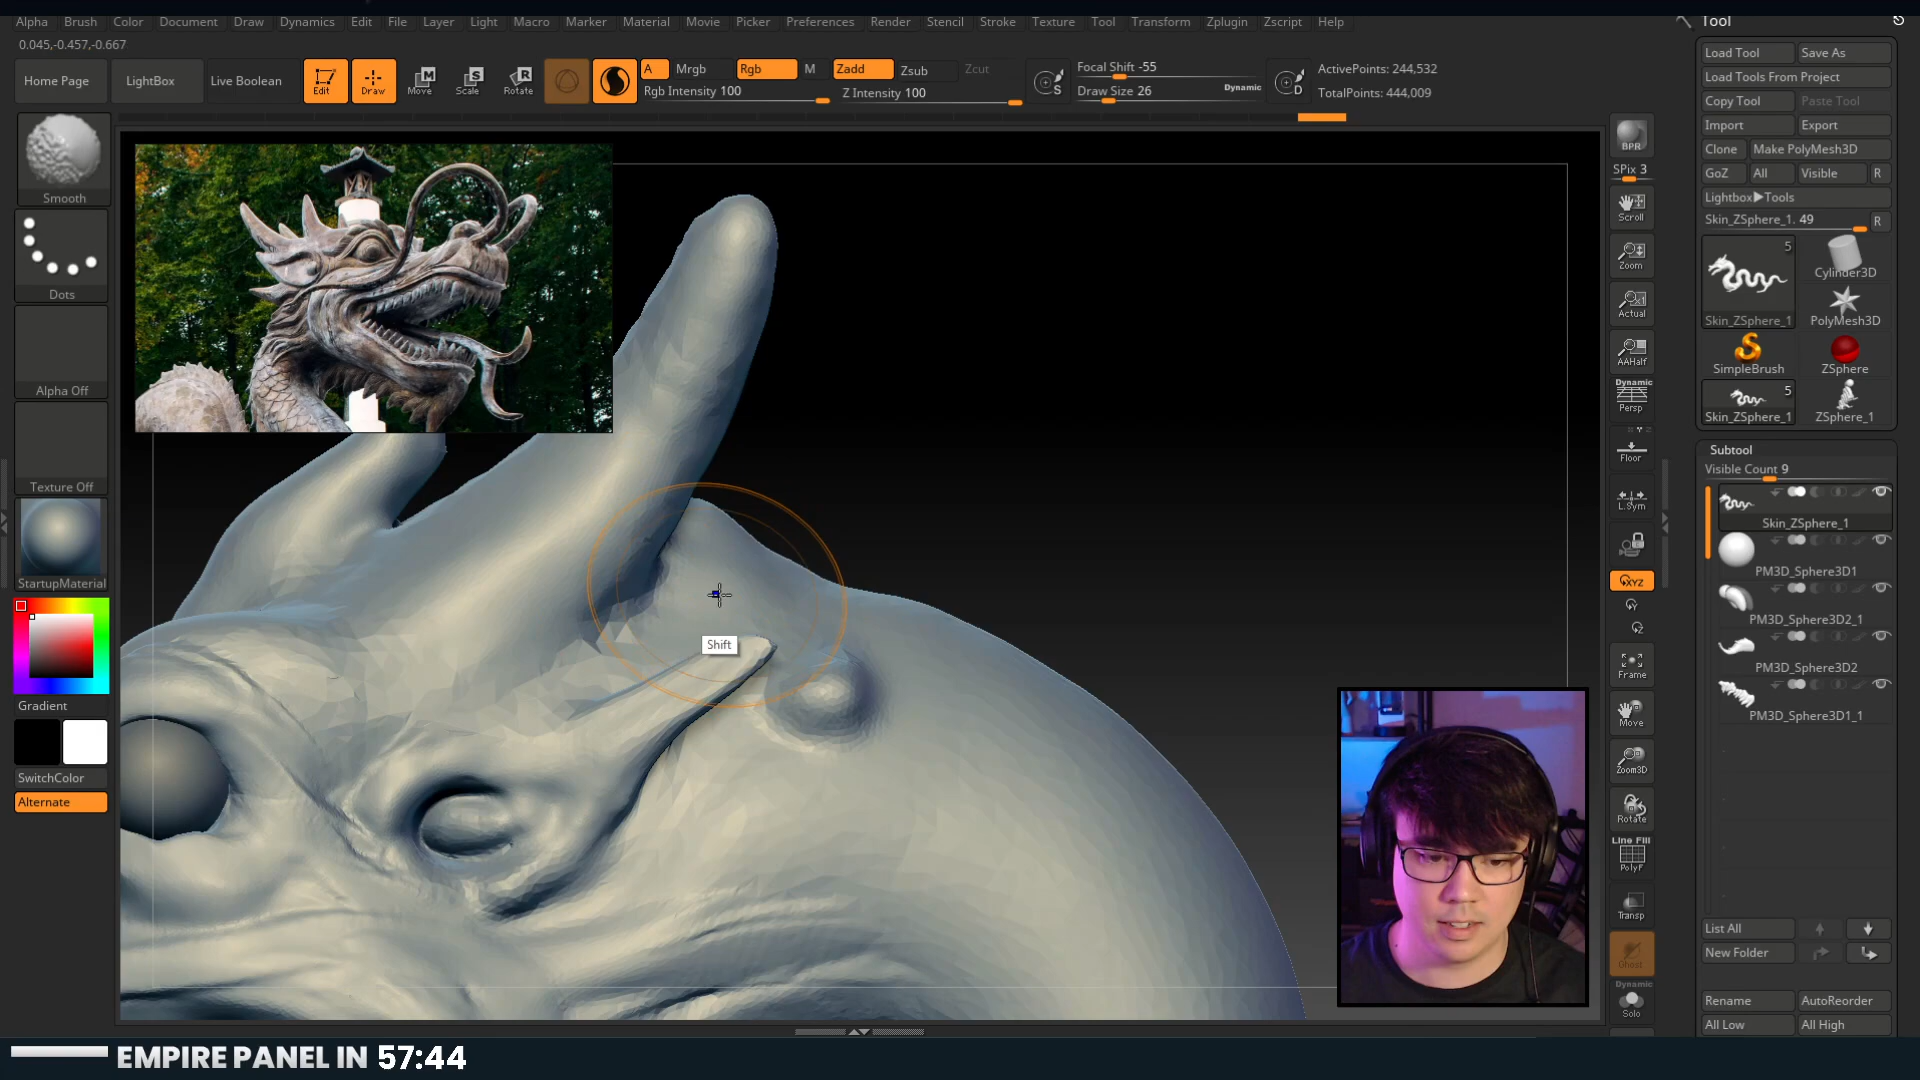 Alpha Brush Color Document Draw Dynamics Edit File Layer Light Macro Marker Material Movie Picker Preferences Render Stencil Stroke Texture Tool Transform Zplugin Zscript Help
Tool
0.045,-0.457,-0.667
Home Page
LightBox
Live Boolean
Edit
Draw
Move
Scale
Rotate
A
Mrgb
Rgb
M
Zadd
Zsub
Zcut
Rgb Intensity 100
Z Intensity 100
Focal Shift -55
Draw Size 26
Dynamic
ActivePoints: 244,532
TotalPoints: 444,009
Smooth
Dots
Alpha Off
Texture Off
StartupMaterial
Gradient
SwitchColor
Alternate
Shift
BPR
SPix 3
Scroll
Zoom
Actual
AAHalf
Dynamic
Persp
Floor
L.Sym
XYZ
Frame
Move
Zoom3D
Rotate
Line Fill
PolyF
Transp
Ghost
Dynamic
Solo
Load Tool
Save As
Load Tools From Project
Copy Tool
Paste Tool
Import
Export
Clone
Make PolyMesh3D
GoZ
All
Visible
R
Lightbox▶Tools
Skin_ZSphere_1. 49
R
5
Skin_ZSphere_1
Cylinder3D
PolyMesh3D
SimpleBrush
ZSphere
5
Skin_ZSphere_1
ZSphere_1
Subtool
Visible Count 9
Skin_ZSphere_1
PM3D_Sphere3D1
PM3D_Sphere3D2_1
PM3D_Sphere3D2
PM3D_Sphere3D1_1
List All
New Folder
Rename
AutoReorder
All Low
All High
EMPIRE PANEL IN 57:44